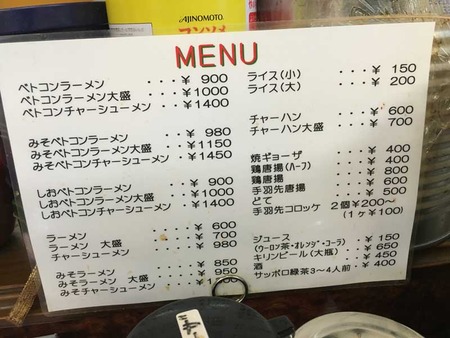 AJINOMOTO.
MENU
ベトコンラーメン ・・・¥ 900
ベトコンラーメン大盛 ・・・¥1000
ベトコンチャーシューメン ・・・¥1400
みそベトコンラーメン ・・・¥ 980
みそベトコンラーメン大盛 ・・・¥1150
みそベトコンチャーシューメン ・・・¥1450
しおベトコンラーメン ・・・¥ 900
しおベトコンラーメン大盛 ・・・¥1000
しおベトコンチャーシューメン ・・・¥1400
ラーメン ・・・¥ 600
ラーメン 大盛 ・・・¥ 700
チャーシューメン ・・・¥ 980
みそラーメン ・・・¥ 850
みそラーメン 大盛 ・・・¥ 950
みそチャーシューメン ・・・
ライス(小) ・・・¥ 150
ライス(大) ・・・¥ 200
チャーハン ・・・¥ 600
チャーハン大盛 ・・・¥ 700
焼ギョーザ ・・・¥ 400
鶏唐揚(ハーフ) ・・・¥ 400
鶏唐揚 ・・・¥ 800
手羽先唐揚 ・・・¥ 600
どて ・・・¥ 500
手羽先コロッケ 2個¥200~
(1ヶ¥100)
ジュース ・・・¥ 150
(ウーロン茶・オレンジ・コーラ)
キリンビール(大瓶) ・・・¥ 650
酒 ・・・¥ 450
サッポロ緑茶3~4人前 ・・・¥ 400